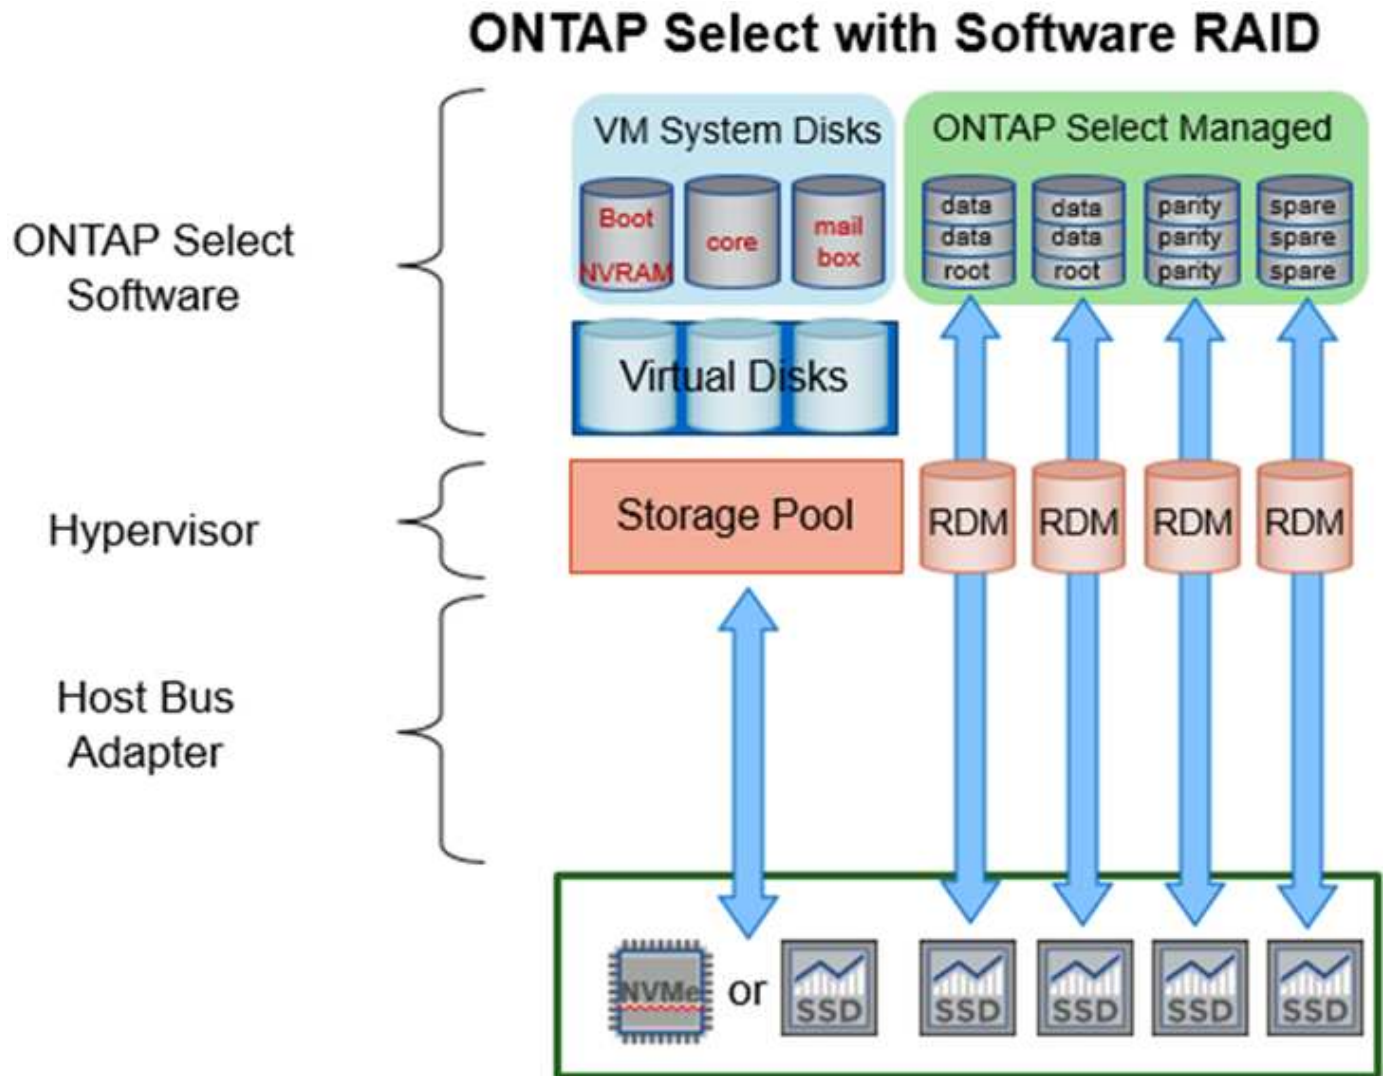 ONTAP Select with Software RAID
VM System Disks
ONTAP Select Managed
ONTAP Select
Software
Boot
NVRAM
core
mail
box
data
data
root
data
data
root
parity
parity
parity
spare
spare
spare
Virtual Disks
Hypervisor
Storage Pool
RDM
RDM
RDM
RDM
Host Bus
Adapter
NVMe
or
SSD
SSD
SSD
SSD
SSD